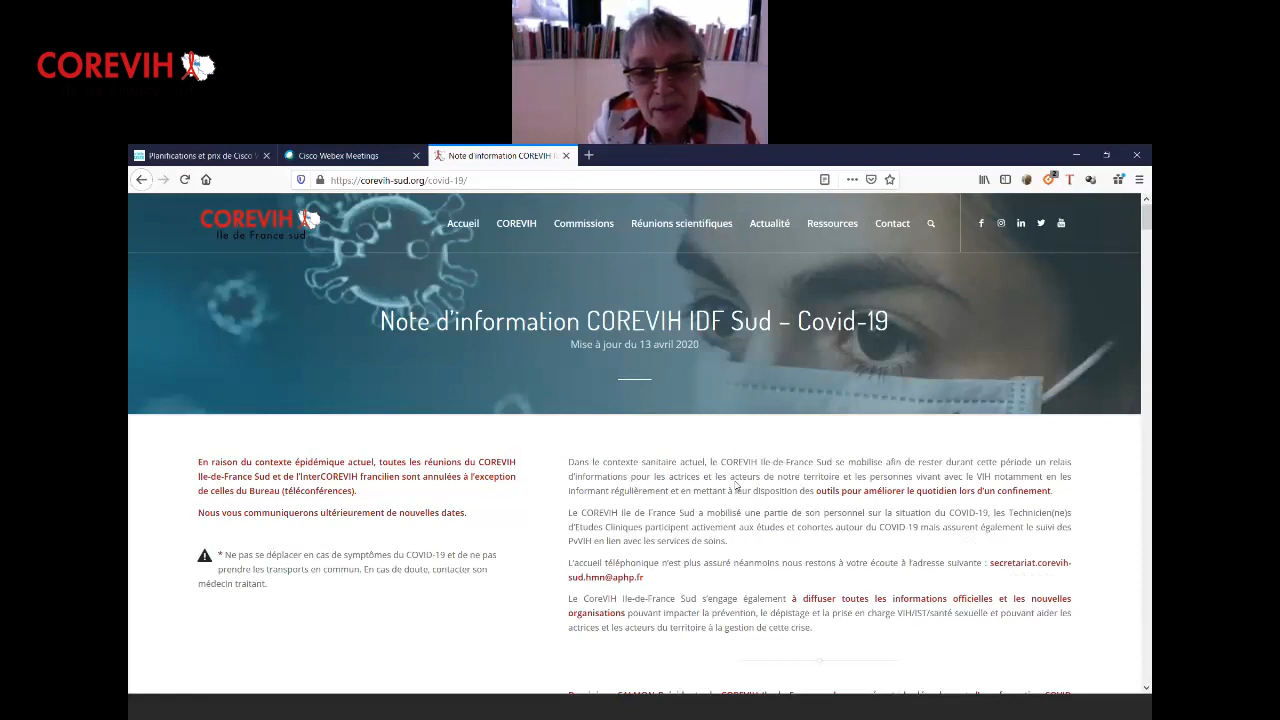 COREVIH
Planifications et prix de Cisco
Cisco Webex Meetings
Note d'information COREVIH
https://corevih-sud.org/covid-19/
COREVIH
Ile de France sud
Accueil COREVIH Commissions Réunions scientifiques Actualité Ressources Contact
Note d'information COREVIH IDF Sud – Covid-19
Mise à jour du 13 avril 2020
En raison du contexte épidémique actuel, toutes les réunions du COREVIH
Ile-de-France Sud et de l'InterCOREVIH francilien sont annulées à l'exception
de celles du Bureau (téléconférences).
Nous vous communiquerons ultérieurement de nouvelles dates.
* Ne pas se déplacer en cas de symptômes du COVID-19 et de ne pas
prendre les transports en commun. En cas de doute, contacter son
médecin traitant.
Dans le contexte sanitaire actuel, le COREVIH Ile-de-France Sud se mobilise afin de rester durant cette période un relais
d'informations pour les actrices et les acteurs de notre territoire et les personnes vivant avec le VIH notamment en les
informant régulièrement et en mettant à leur disposition des outils pour améliorer le quotidien lors d'un confinement.
Le COREVIH Ile de France Sud a mobilisé une partie de son personnel sur la situation du COVID-19, les Technicien(ne)s
d'Etudes Cliniques participent activement aux études et cohortes autour du COVID-19 mais assurent également le suivi des
PvVIH en lien avec les services de soins.
L'accueil téléphonique n'est plus assuré néanmoins nous restons à votre écoute à l'adresse suivante : secretariat.corevih-
sud.hmn@aphp.fr
Le CoreVIH Ile-de-France Sud s'engage également à diffuser toutes les informations officielles et les nouvelles
organisations pouvant impacter la prévention, le dépistage et la prise en charge VIH/IST/santé sexuelle et pouvant aider les
actrices et les acteurs du territoire à la gestion de cette crise.